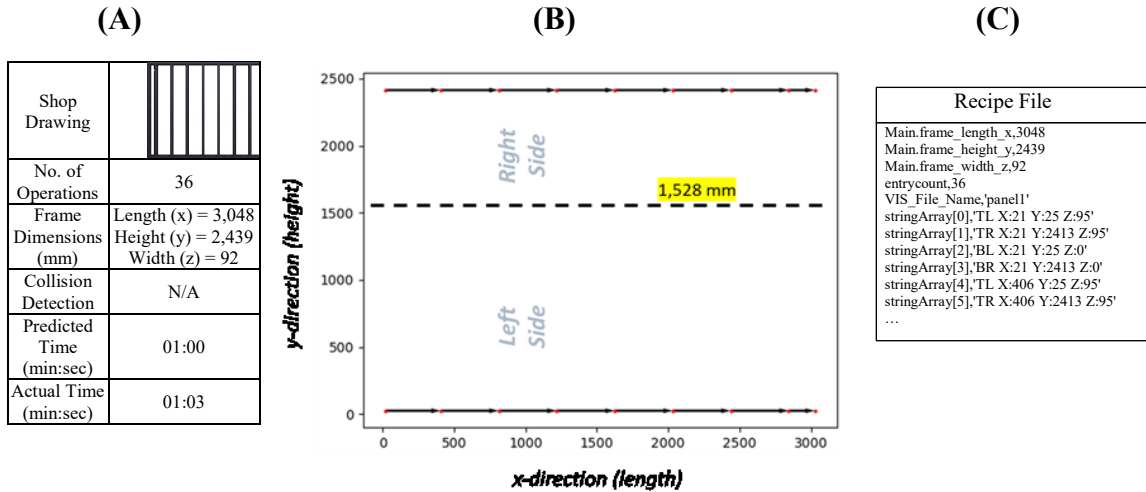 (A)
Shop
Drawing
No. of
Operations
36
Frame
Dimensions
(mm)
Length (x) = 3,048
Height (y) = 2,439
Width (z) = 92
Collision
Detection
N/A
Predicted
Time
(min:sec)
01:00
Actual Time
(min:sec)
01:03
(B)
y-direction (height)
2500
2000
1500
1000
500
0
Right
Side
1,528 mm
Left
Side
0
500
1000
1500
2000
2500
3000
x-direction (length)
(C)
Recipe File
Main.frame_length_x,3048
Main.frame_height_y,2439
Main.frame_width_z,92
entrycount,36
VIS_File_Name,'panel1'
stringArray[0],'TL X:21 Y:25 Z:95'
stringArray[1],'TR X:21 Y:2413 Z:95'
stringArray[2],'BL X:21 Y:25 Z:0'
stringArray[3],'BR X:21 Y:2413 Z:0'
stringArray[4],'TL X:406 Y:25 Z:95'
stringArray[5],'TR X:406 Y:2413 Z:95'
…